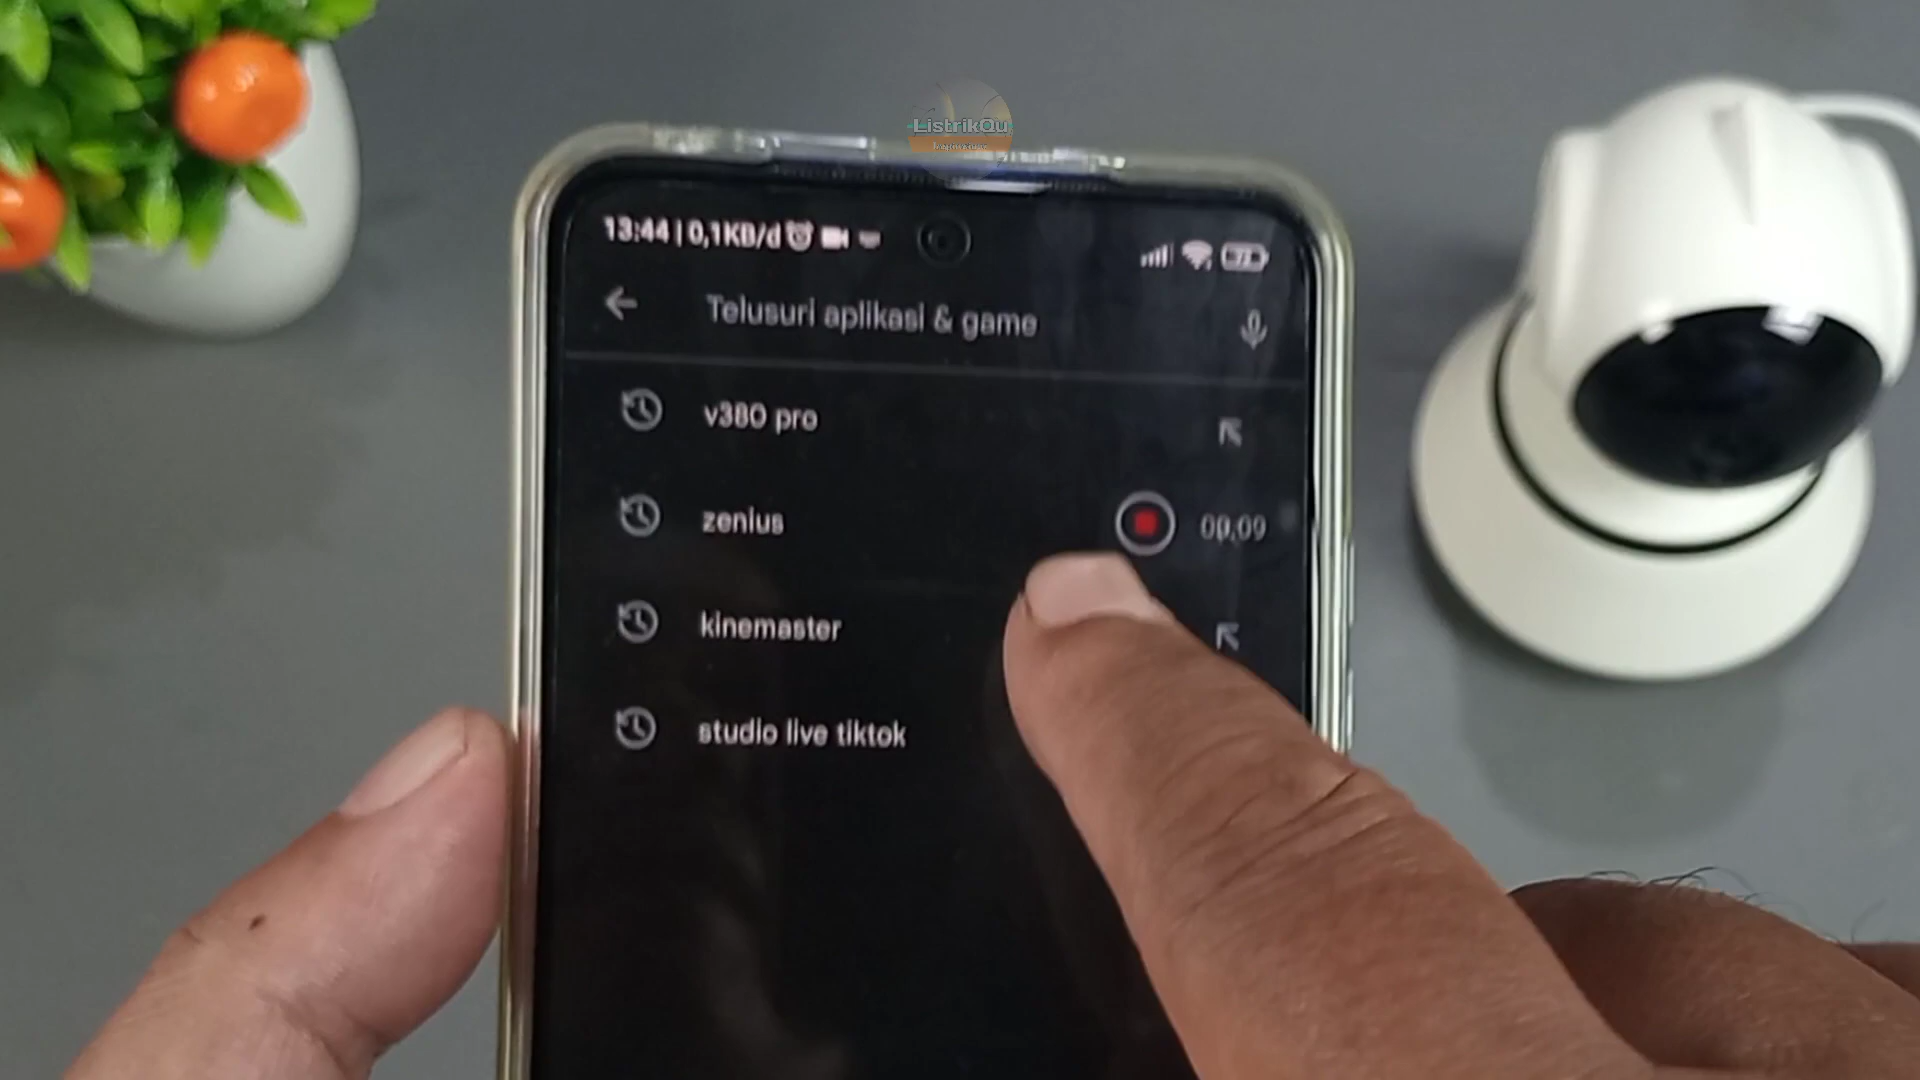 ListrikQu
13:44 | 0,1KB/d
Telusuri aplikasi & game
v380 pro
zenius
00.09
kinemaster
studio live tiktok